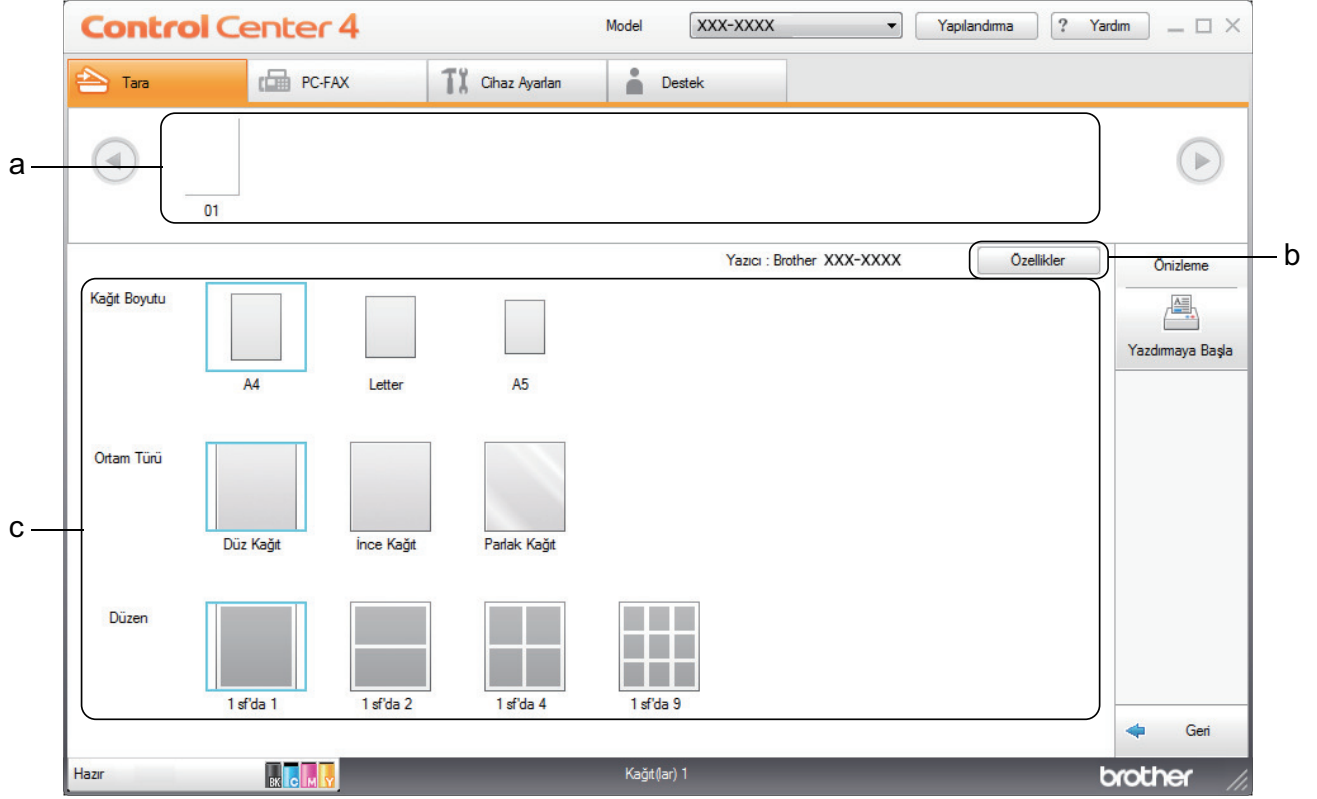 Control Center 4
Model XXX-XXXX Yapılandırma ? Yardım
Tara PC-FAX Cihaz Ayarları Destek
a
01
Yazıcı : Brother XXX-XXXX Özellikler b
Önizleme
Yazdırmaya Başla
c
Kağıt Boyutu
A4 Letter A5
Ortam Türü
Düz Kağıt İnce Kağıt Parlak Kağıt
Düzen
1 sf'da 1 1 sf'da 2 1 sf'da 4 1 sf'da 9
Geri
Hazır BK C M Y Kağıt(lar) 1 brother